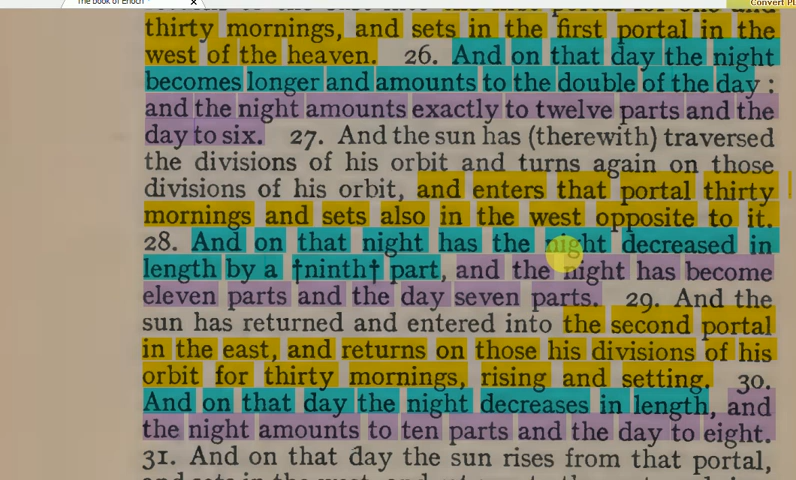 The Book of Enoch
Convert
thirty mornings, and sets in the first portal in the
west of the heaven. 26. And on that day the night
becomes longer and amounts to the double of the day :
and the night amounts exactly to twelve parts and the
day to six. 27. And the sun has (therewith) traversed
the divisions of his orbit and turns again on those
divisions of his orbit, and enters that portal thirty
mornings and sets also in the west opposite to it.
28. And on that night has the night decreased in
length by a †ninth† part, and the night has become
eleven parts and the day seven parts. 29. And the
sun has returned and entered into the second portal
in the east, and returns on those his divisions of his
orbit for thirty mornings, rising and setting. 30.
And on that day the night decreases in length, and
the night amounts to ten parts and the day to eight.
31. And on that day the sun rises from that portal,